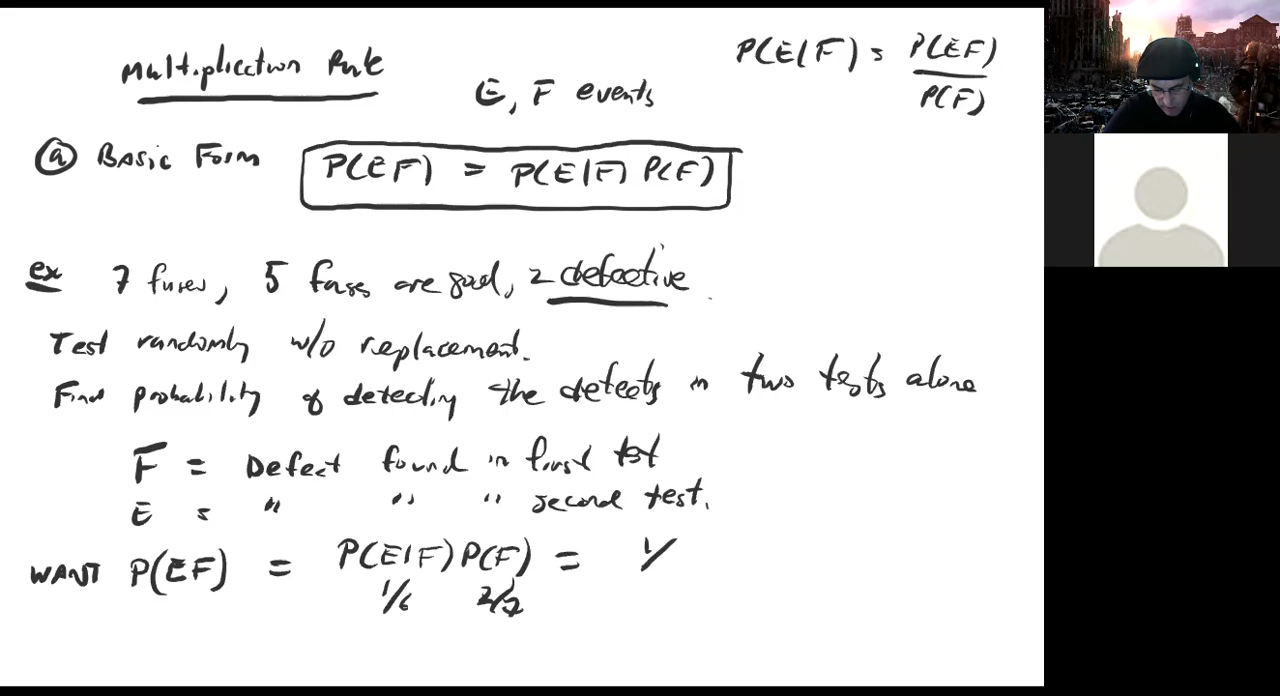 Multiplication Rule
P(E|F) = P(EF) / P(F)
E, F events
ⓐ Basic Form P(EF) = P(E|F) P(F)
ex 7 fuses, 5 fuses are good, 2 defective.
Test randomly w/o replacement.
Find probability of detecting the defects in two tests alone
F = Defect found in first test
E = " " " second test.
WANT P(EF) = P(E|F) P(F) = 1/
1/6 2/7